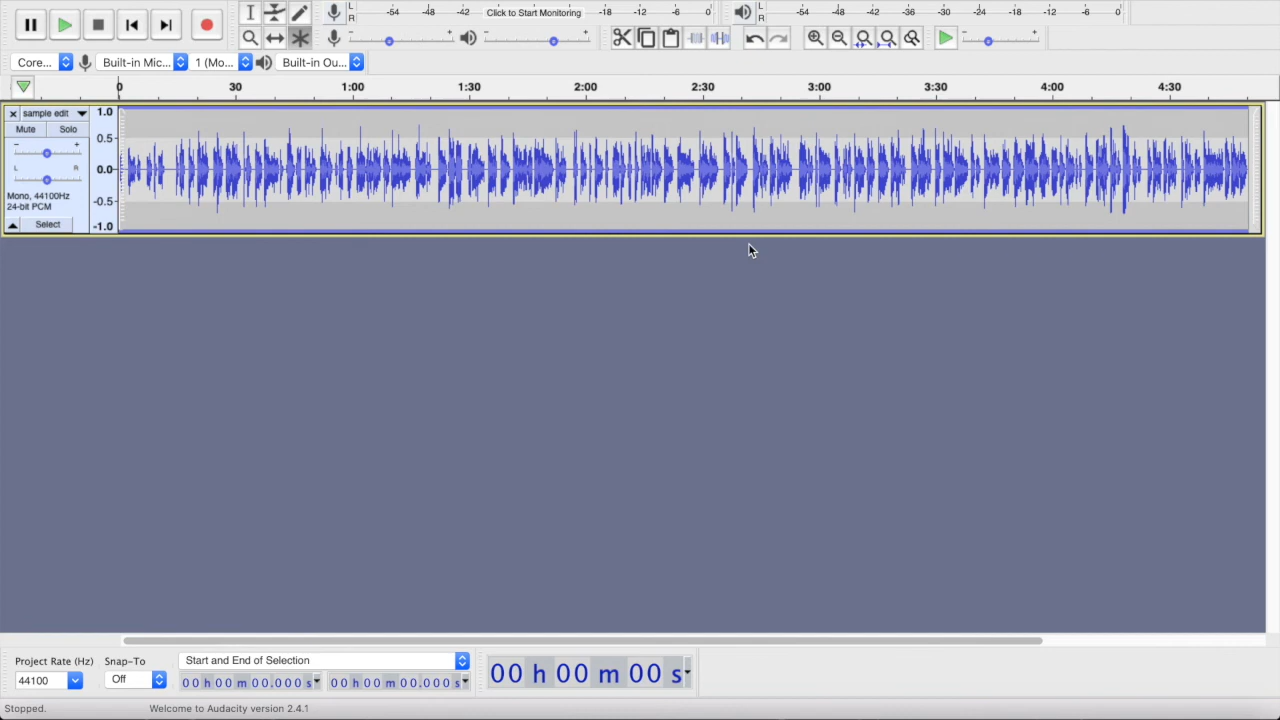 L
R
-54 -48 -42 Click to Start Monitoring -18 -12 -6 0
L
R
-54 -48 -42 -36 -30 -24 -18 -12 -6 0
- +
- +
- +
Core... Built-in Mic... 1 (Mo... Built-in Ou...
0 30 1:00 1:30 2:00 2:30 3:00 3:30 4:00 4:30
sample edit
Mute Solo
- +
L R
Mono, 44100Hz
24-bit PCM
Select
1.0
0.5-
0.0-
-0.5-
-1.0
Project Rate (Hz) Snap-To Start and End of Selection
44100 Off 00 h 00 m 00.000 s 00 h 00 m 00.000 s
00 h 00 m 00 s
Stopped. Welcome to Audacity version 2.4.1